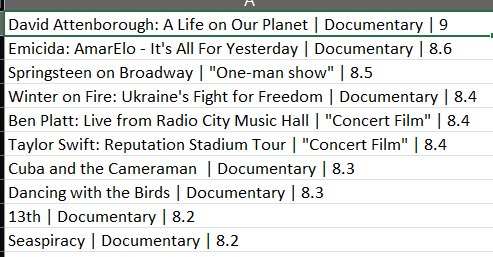 A
David Attenborough: A Life on Our Planet | Documentary | 9
Emicida: AmarElo - It's All For Yesterday | Documentary | 8.6
Springsteen on Broadway | "One-man show" | 8.5
Winter on Fire: Ukraine's Fight for Freedom | Documentary | 8.4
Ben Platt: Live from Radio City Music Hall | "Concert Film" | 8.4
Taylor Swift: Reputation Stadium Tour | "Concert Film" | 8.4
Cuba and the Cameraman  | Documentary | 8.3
Dancing with the Birds | Documentary | 8.3
13th | Documentary | 8.2
Seaspiracy | Documentary | 8.2